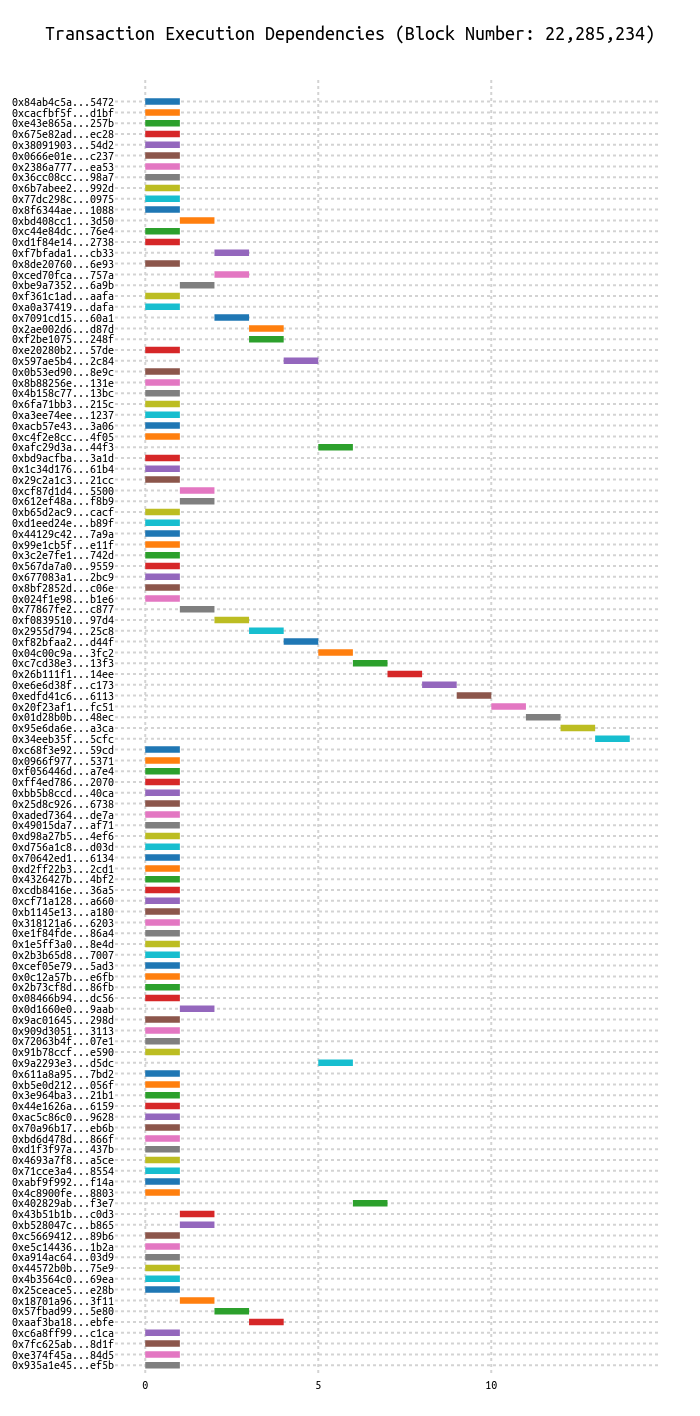 Transaction Execution Dependencies (Block Number: 22,285,234)
0x84ab4c5a...5472
0xcacfbf5f...d1bf
0xe43e865a...257b
0x675e82ad...ec28
0x38091903...54d2
0x0666e01e...c237
0x2386a777...ea53
0x36cc08cc...98a7
0x6b7abee2...992d
0x77dc298c...0975
0x8f6344ae...1088
0xbd408cc1...3d50
0xc44e84dc...76e4
0xd1f84e14...2738
0xf7bfada1...cb33
0x8de20760...6e93
0xced70fca...757a
0xbe9a7352...6a9b
0xf361c1ad...aafa
0xa0a37419...dafa
0x7091cd15...60a1
0x2ae002d6...d87d
0xf2be1075...248f
0xe20280b2...57de
0x597ae5b4...2c84
0x0b53ed90...8e9c
0x8b88256e...131e
0x4b158c77...13bc
0x6fa71bb3...215c
0xa3ee74ee...1237
0xacb57e43...3a06
0xc4f2e8cc...4f05
0xafc29d3a...44f3
0xbd9acfba...3a1d
0x1c34d176...61b4
0x29c2a1c3...21cc
0xcf87d1d4...5500
0x612ef48a...f8b9
0xb65d2ac9...cacf
0xd1eed24e...b89f
0x44129c42...7a9a
0x99e1cb5f...e11f
0x3c2e7fe1...742d
0x567da7a0...9559
0x677083a1...2bc9
0x8bf2852d...c06e
0x024f1e98...b1e6
0x77867fe2...c877
0xf0839510...97d4
0x2955d794...25c8
0xf82bfaa2...d44f
0x04c00c9a...3fc2
0xc7cd38e3...13f3
0x26b111f1...14ee
0xe6e6d38f...c173
0xedfd41c6...6113
0x20f23af1...fc51
0x01d28b0b...48ec
0x95e6da6e...a3ca
0x34eeb35f...5cfc
0xc68f3e92...59cd
0x0966f977...5371
0xf056446d...a7e4
0xff4ed786...2070
0xbb5b8ccd...40ca
0x25d8c926...6738
0xaded7364...de7a
0x49015da7...af71
0xd98a27b5...4ef6
0xd756a1c8...d03d
0x70642ed1...6134
0xd2ff22b3...2cd1
0x4326427b...4bf2
0xcdb8416e...36a5
0xcf71a128...a660
0xb1145e13...a180
0x318121a6...6203
0xe1f84fde...86a4
0x1e5ff3a0...8e4d
0x2b3b65d8...7007
0xcef05e79...5ad3
0x0c12a57b...e6fb
0x2b73cf8d...86fb
0x08466b94...dc56
0x0d1660e0...9aab
0x9ac01645...298d
0x909d3051...3113
0x72063b4f...07e1
0x91b78ccf...e590
0x9a2293e3...d5dc
0x611a8a95...7bd2
0xb5e0d212...056f
0x3e964ba3...21b1
0x44e1626a...6159
0xac5c86c0...9628
0x70a96b17...eb6b
0xbd6d478d...866f
0xd1f3f97a...437b
0x4693a7f8...a5ce
0x71cce3a4...8554
0xabf9f992...f14a
0x4c8900fe...8803
0x402829ab...f3e7
0x43b51b1b...c0d3
0xb528047c...b865
0xc5669412...89b6
0xe5c14436...1b2a
0xa914ac64...03d9
0x44572b0b...75e9
0x4b3564c0...69ea
0x25ceace5...e28b
0x18701a96...3f11
0x57fbad99...5e80
0xaaf3ba18...ebfe
0xc6a8ff99...c1ca
0x7fc625ab...8d1f
0xe374f45a...84d5
0x935a1e45...ef5b
0 5 10